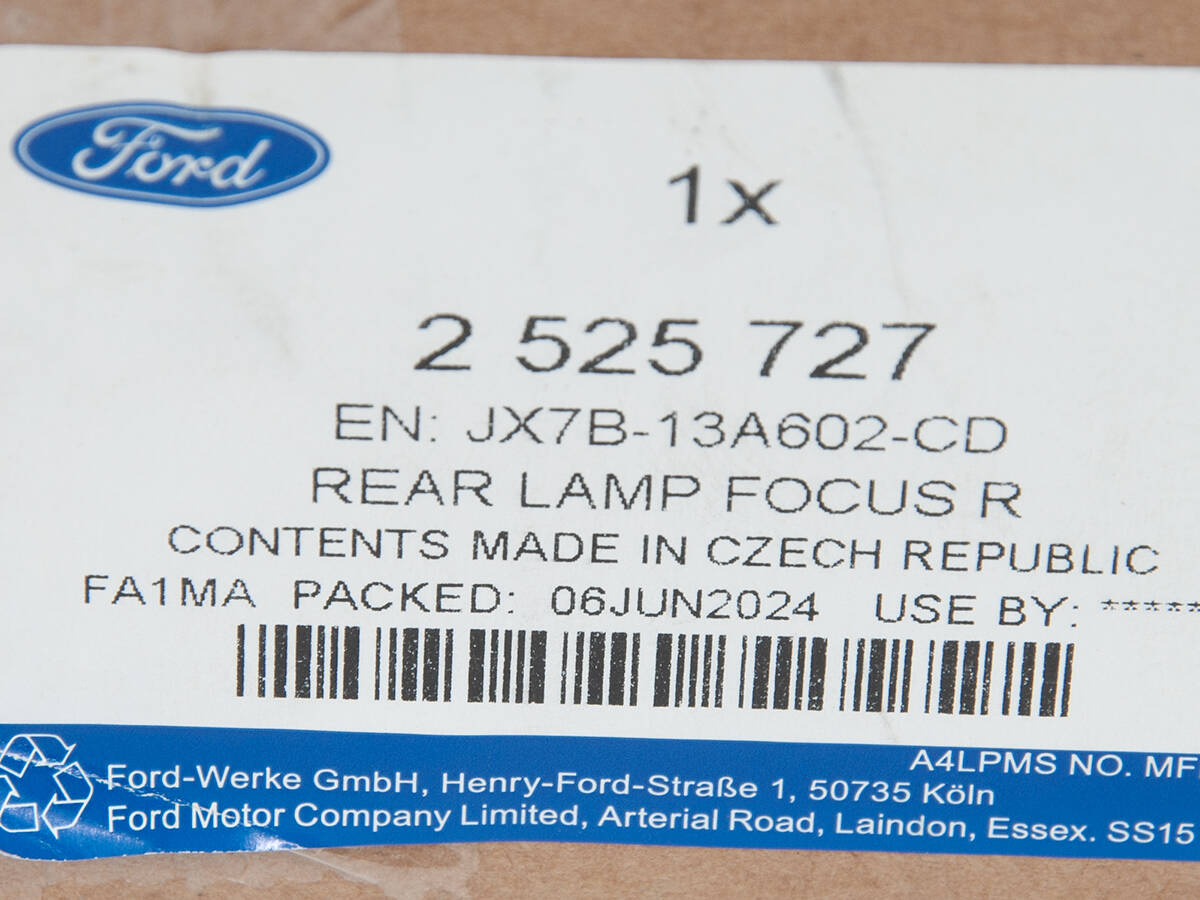 Ford
1x
2 525 727
EN: JX7B-13A602-CD
REAR LAMP FOCUS R
CONTENTS MADE IN CZECH REPUBLIC
FA1MA PACKED: 06JUN2024 USE BY: *****
A4LPMS NO. MF
Ford-Werke GmbH, Henry-Ford-Straße 1, 50735 Köln
Ford Motor Company Limited, Arterial Road, Laindon, Essex. SS15